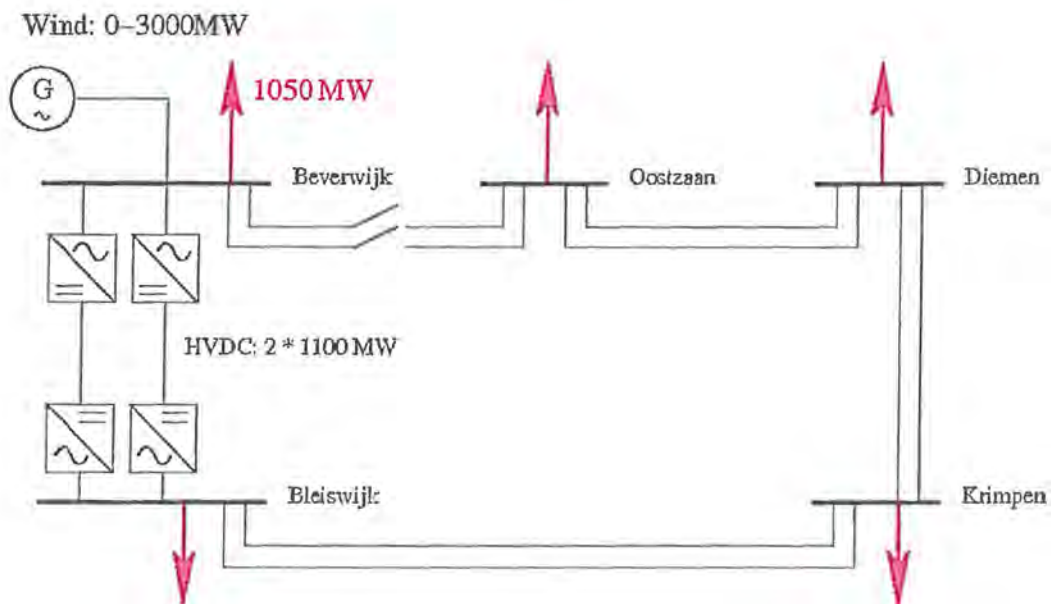 Wind: 0–3000MW
G
~
1050 MW
Beverwijk
Oostzaan
Diemen
HVDC: 2 * 1100 MW
Bleiswijk
Krimpen